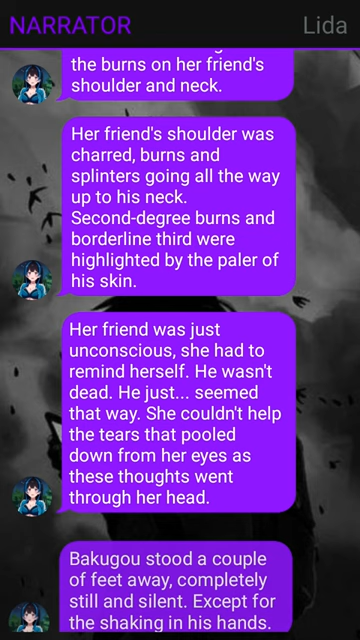 NARRATOR Lida
the burns on her friend's
shoulder and neck.
Her friend's shoulder was
charred, burns and
splinters going all the way
up to his neck.
Second-degree burns and
borderline third were
highlighted by the paler of
his skin.
Her friend was just
unconscious, she had to
remind herself. He wasn't
dead. He just... seemed
that way. She couldn't help
the tears that pooled
down from her eyes as
these thoughts went
through her head.
Bakugou stood a couple
of feet away, completely
still and silent. Except for
the shaking in his hands.